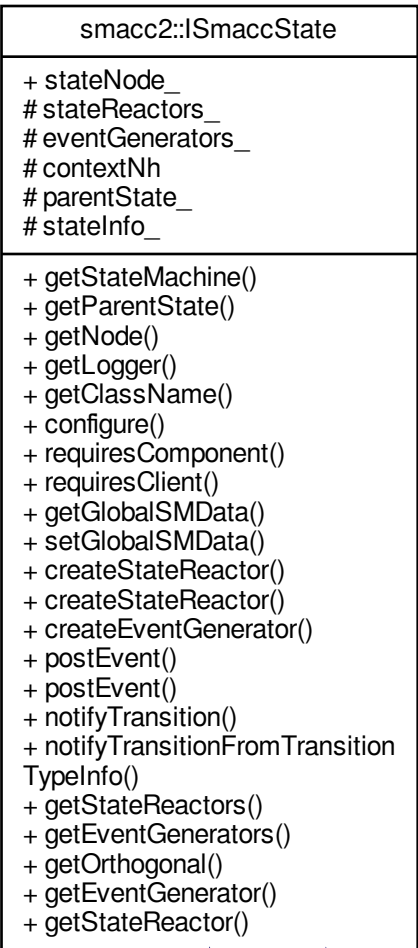 smacc2::ISmaccState
+ stateNode_
# stateReactors_
# eventGenerators_
# contextNh
# parentState_
# stateInfo_
+ getStateMachine()
+ getParentState()
+ getNode()
+ getLogger()
+ getClassName()
+ configure()
+ requiresComponent()
+ requiresClient()
+ getGlobalSMData()
+ setGlobalSMData()
+ createStateReactor()
+ createStateReactor()
+ createEventGenerator()
+ postEvent()
+ postEvent()
+ notifyTransition()
+ notifyTransitionFromTransition
TypeInfo()
+ getStateReactors()
+ getEventGenerators()
+ getOrthogonal()
+ getEventGenerator()
+ getStateReactor()